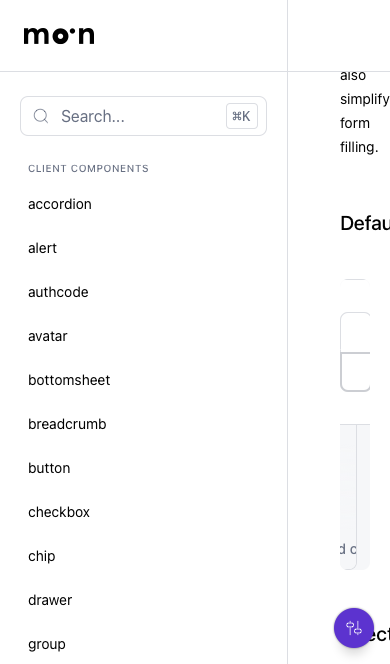 moon
Search...
⌘K
CLIENT COMPONENTS
accordion
alert
authcode
avatar
bottomsheet
breadcrumb
button
checkbox
chip
drawer
group
also
simplify
form
filling.
Defau
d c
ect